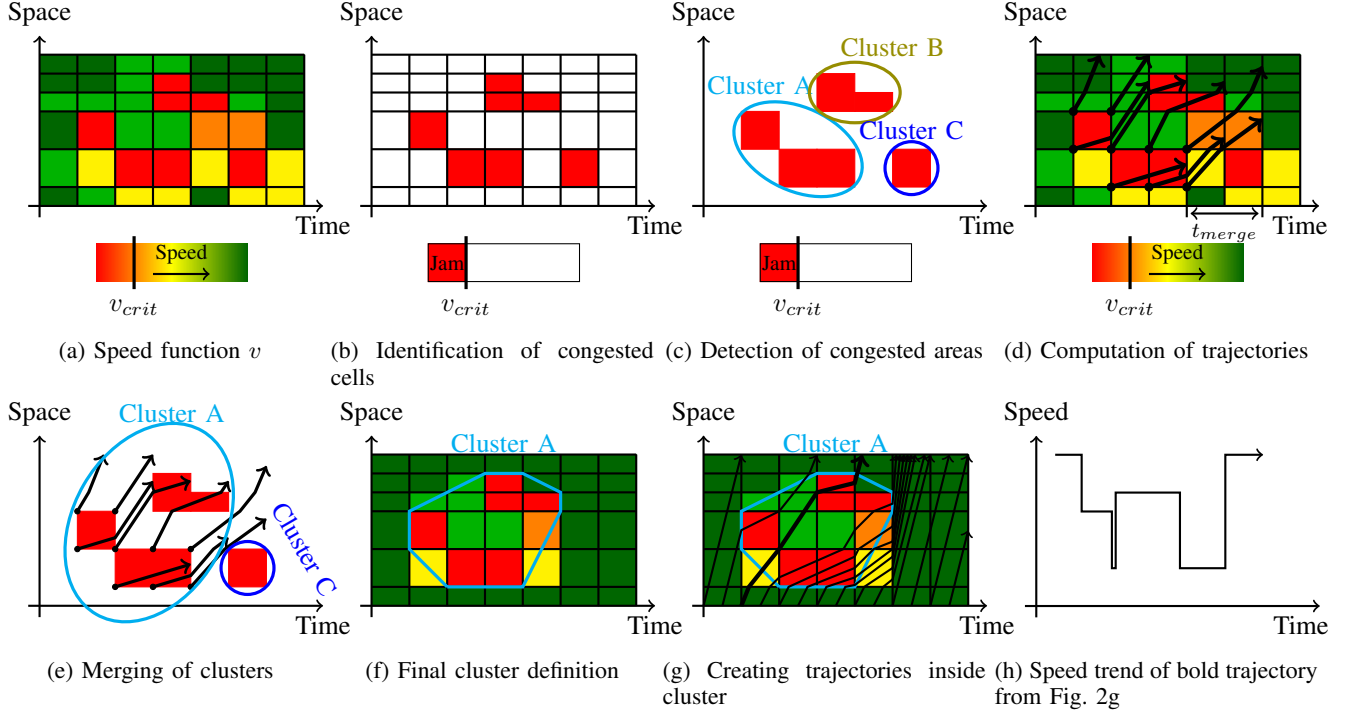 Space
Time
Speed
v_crit
(a) Speed function v
Space
Time
Jam
v_crit
(b) Identification of congested
cells
Space
Cluster B
Cluster A
Cluster C
Time
Jam
v_crit
(c) Detection of congested areas
Space
Time
t_merge
Speed
v_crit
(d) Computation of trajectories
Space
Cluster A
Cluster C
Time
(e) Merging of clusters
Space
Cluster A
Time
(f) Final cluster definition
Space
Cluster A
Time
(g) Creating trajectories inside
cluster
Speed
Time
(h) Speed trend of bold trajectory
from Fig. 2g